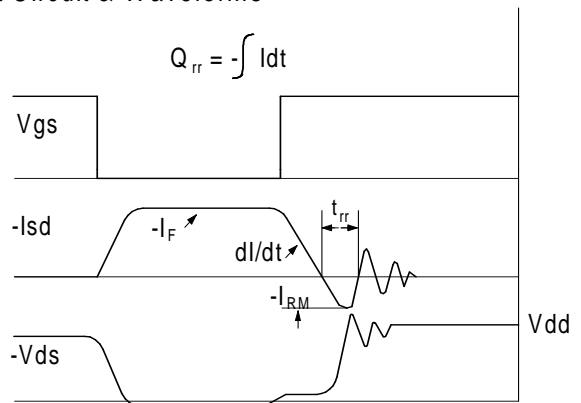 Q rr = -∫ Idt
Vgs
-Isd
-I F
dI/dt
t rr
-I RM
Vdd
-Vds